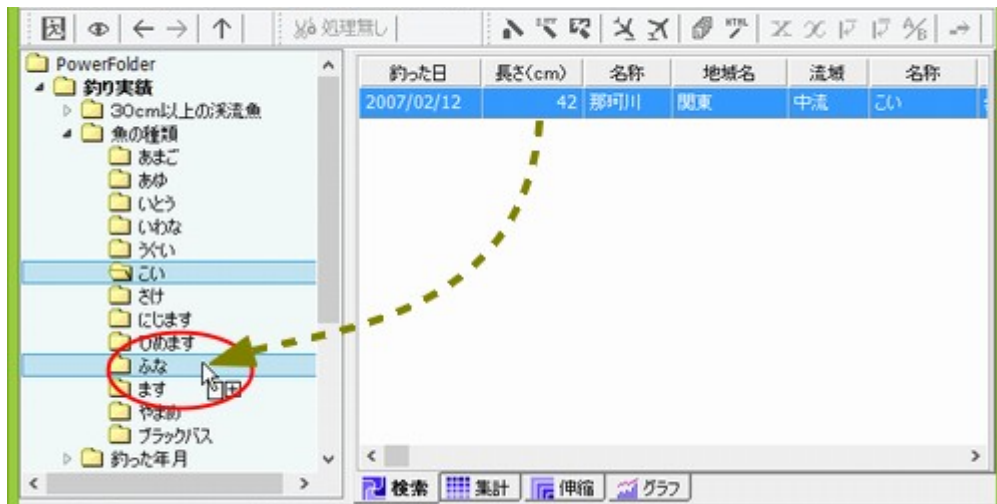 処理無し
PowerFolder
釣り実績
30cm以上の渓流魚
魚の種類
あまご
あゆ
いとう
いわな
うぐい
こい
さけ
にじます
ひめます
ふな
ます
やまめ
ブラックバス
釣った年月
釣った日 長さ(cm) 名称 地域名 流域 名称
2007/02/12 42 那珂川 関東 中流 こい
検索 集計 伸縮 グラフ